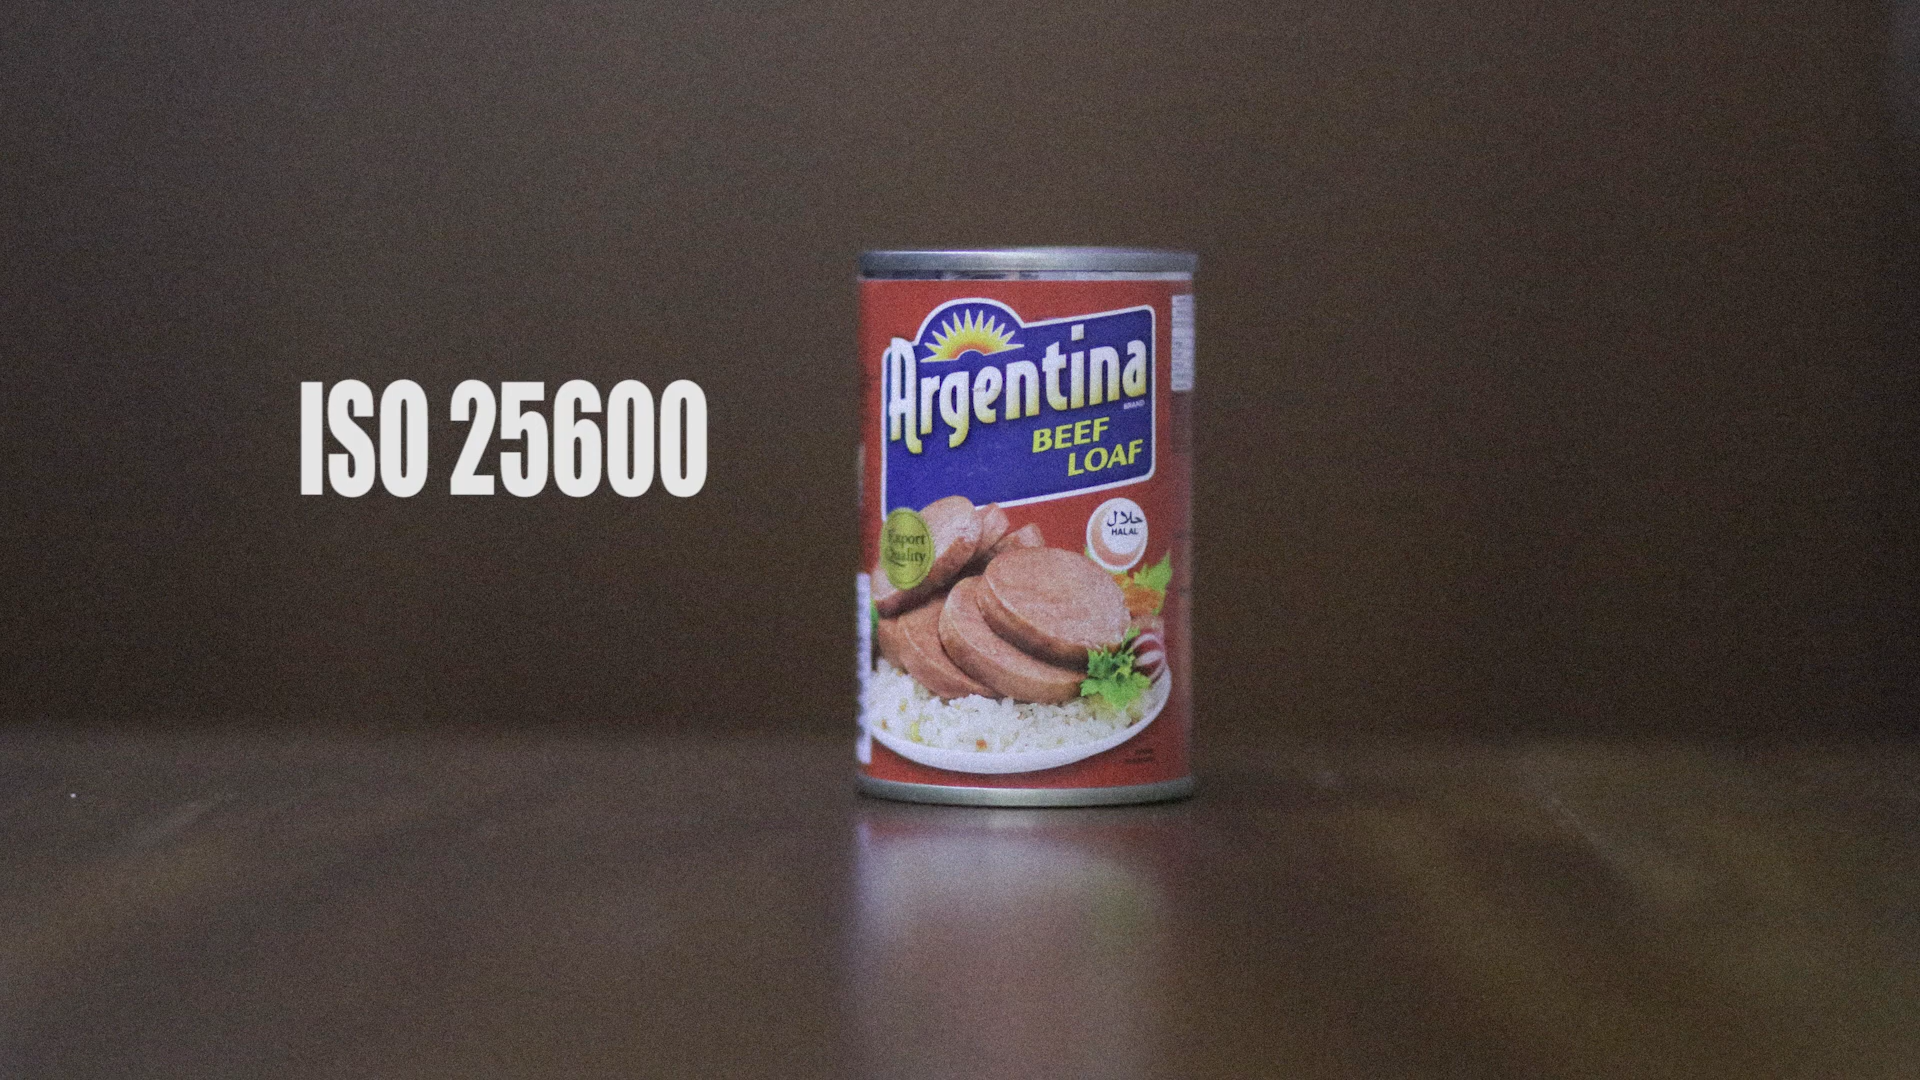 ISO 25600
Argentina
BRAND
BEEF
LOAF
Export
Quality
حلال
HALAL